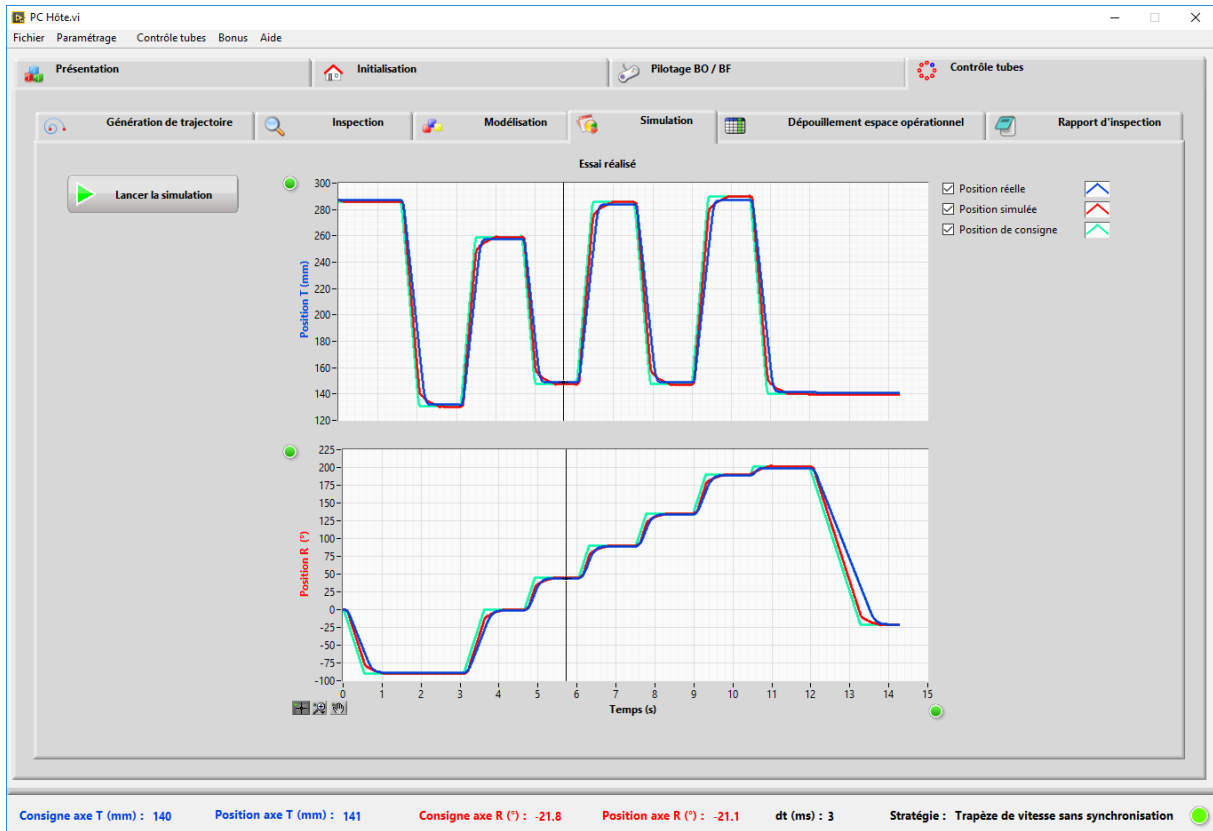 PC Hôte.vi
Fichier Paramétrage Contrôle tubes Bonus Aide
Présentation Initialisation Pilotage BO / BF Contrôle tubes
Génération de trajectoire Inspection Modélisation Simulation Dépouillement espace opérationnel Rapport d'inspection
Lancer la simulation
Essai réalisé
Position réelle
Position simulée
Position de consigne
Position T (mm)
300
280
260
240
220
200
180
160
140
120
Position R (°)
225
200
175
150
125
100
75
50
25
0
-25
-50
-75
-100
0 1 2 3 4 5 6 7 8 9 10 11 12 13 14 15
Temps (s)
Consigne axe T (mm) : 140 Position axe T (mm) : 141 Consigne axe R (°) : -21.8 Position axe R (°) : -21.1 dt (ms) : 3 Stratégie : Trapèze de vitesse sans synchronisation